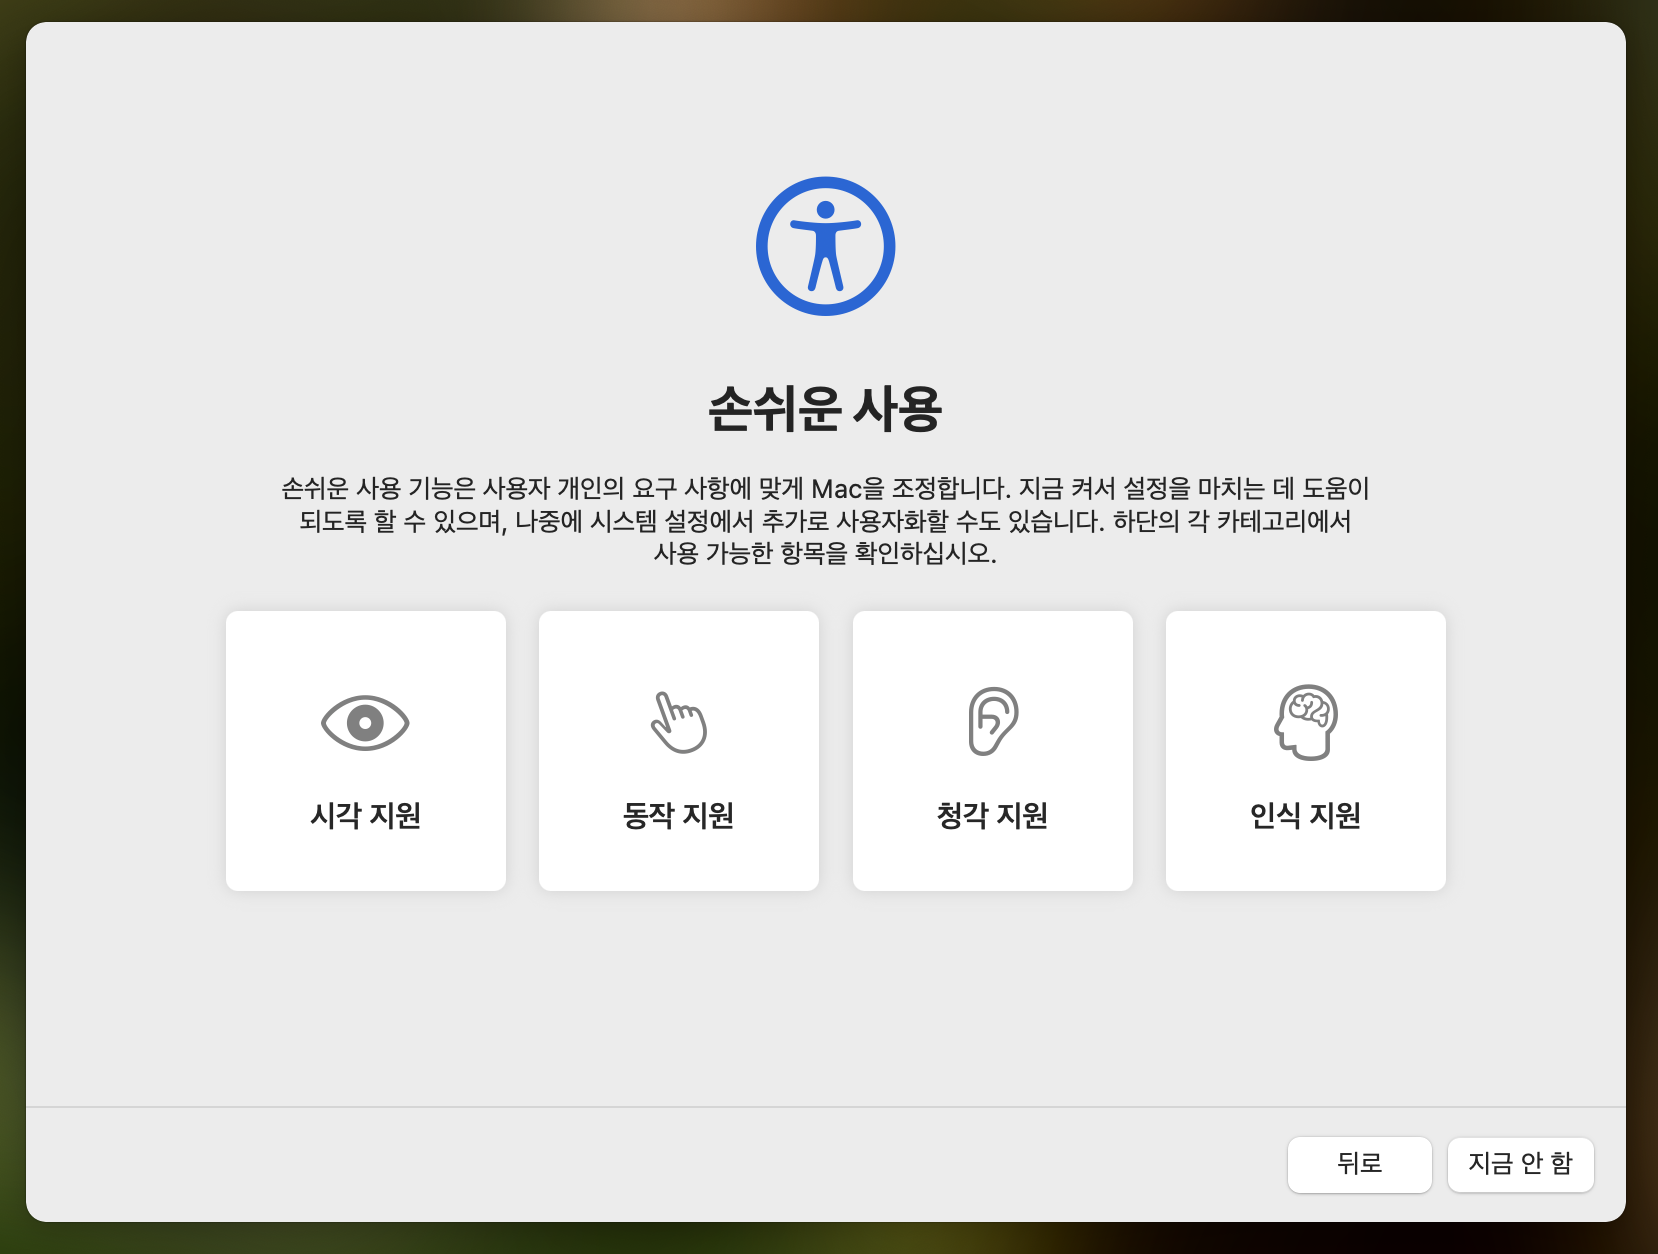 손쉬운 사용
손쉬운 사용 기능은 사용자 개인의 요구 사항에 맞게 Mac을 조정합니다. 지금 켜서 설정을 마치는 데 도움이
되도록 할 수 있으며, 나중에 시스템 설정에서 추가로 사용자화할 수도 있습니다. 하단의 각 카테고리에서
사용 가능한 항목을 확인하십시오.
시각 지원
동작 지원
청각 지원
인식 지원
뒤로
지금 안 함